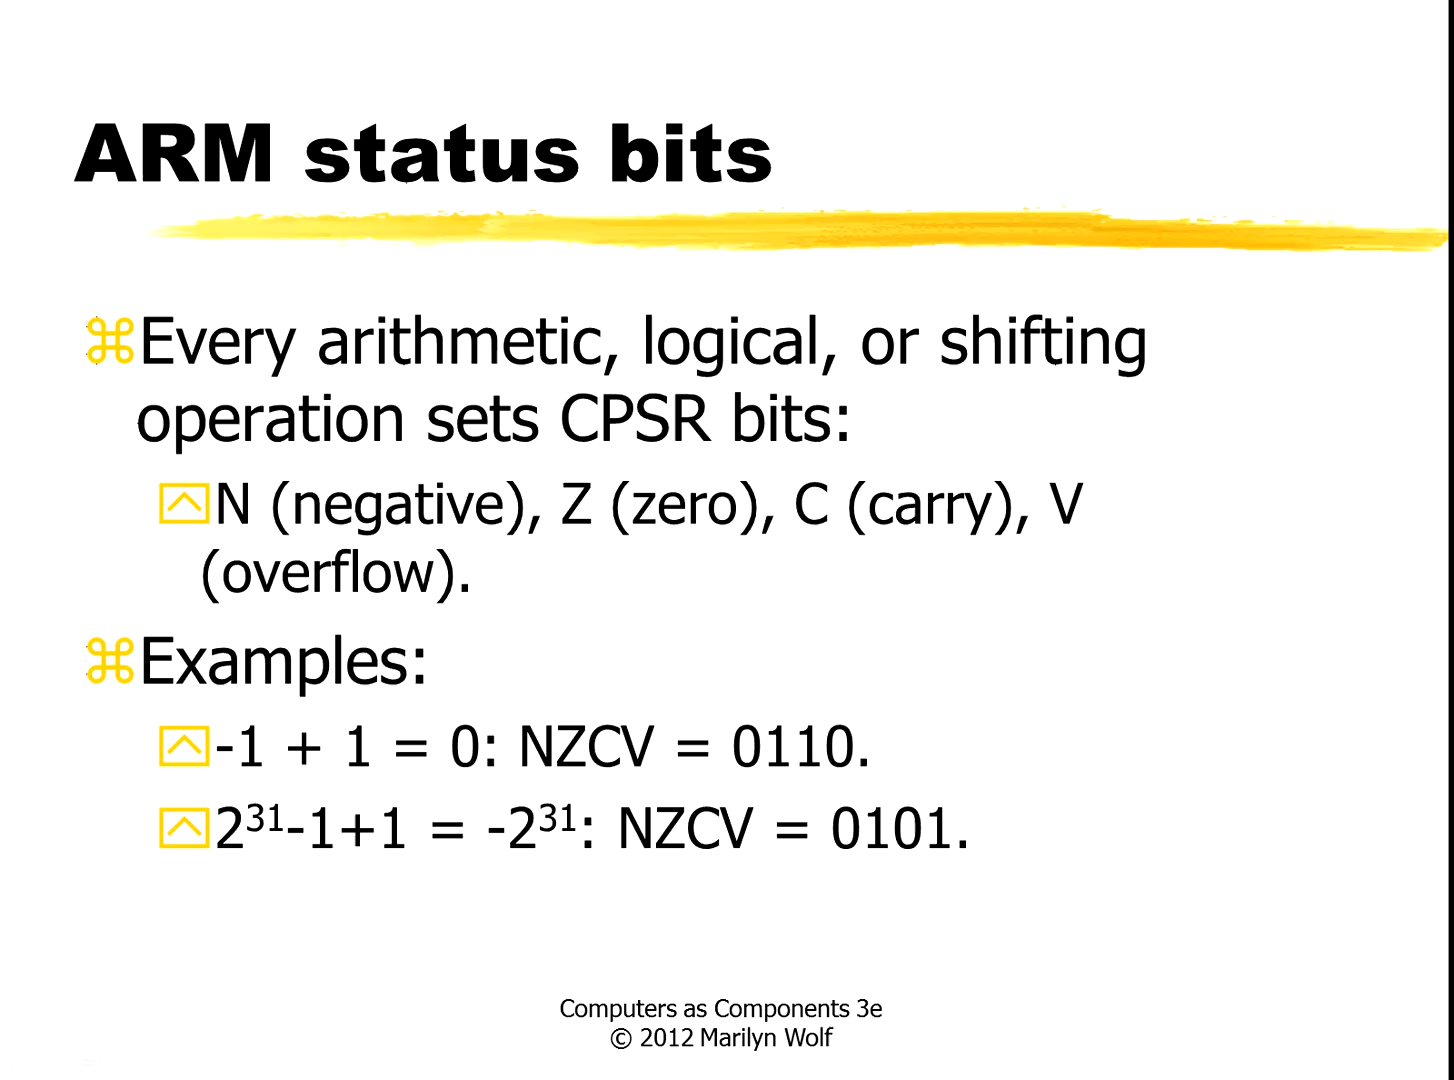 ARM status bits
⌘Every arithmetic, logical, or shifting
operation sets CPSR bits:
N (negative), Z (zero), C (carry), V
(overflow).
⌘Examples:
-1 + 1 = 0: NZCV = 0110.
2³¹-1+1 = -2³¹: NZCV = 0101.
Computers as Components 3e
© 2012 Marilyn Wolf